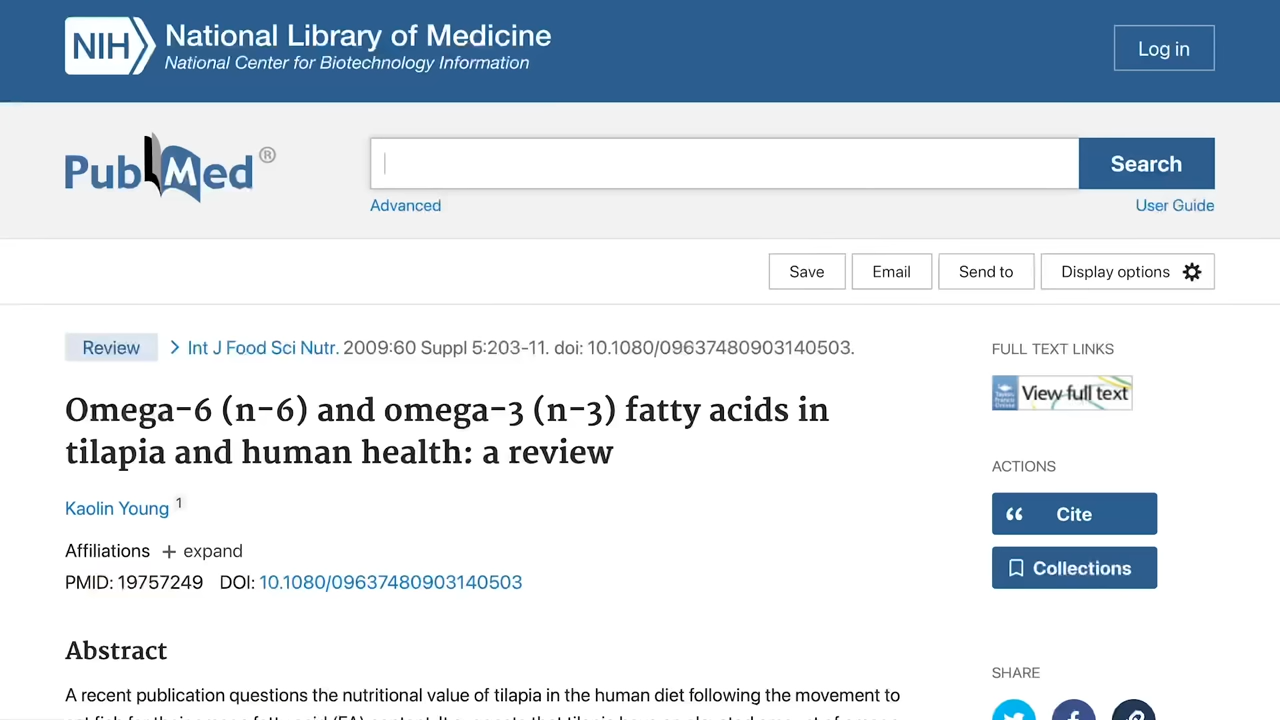 NIH National Library of Medicine
National Center for Biotechnology Information
Log in
PubMed®
Search
Advanced
User Guide
Save
Email
Send to
Display options
Review
Int J Food Sci Nutr. 2009:60 Suppl 5:203-11. doi: 10.1080/09637480903140503.
Omega-6 (n-6) and omega-3 (n-3) fatty acids in
tilapia and human health: a review
Kaolin Young 1
Affiliations + expand
PMID: 19757249 DOI: 10.1080/09637480903140503
Abstract
A recent publication questions the nutritional value of tilapia in the human diet following the movement to
FULL TEXT LINKS
View full text
ACTIONS
Cite
Collections
SHARE